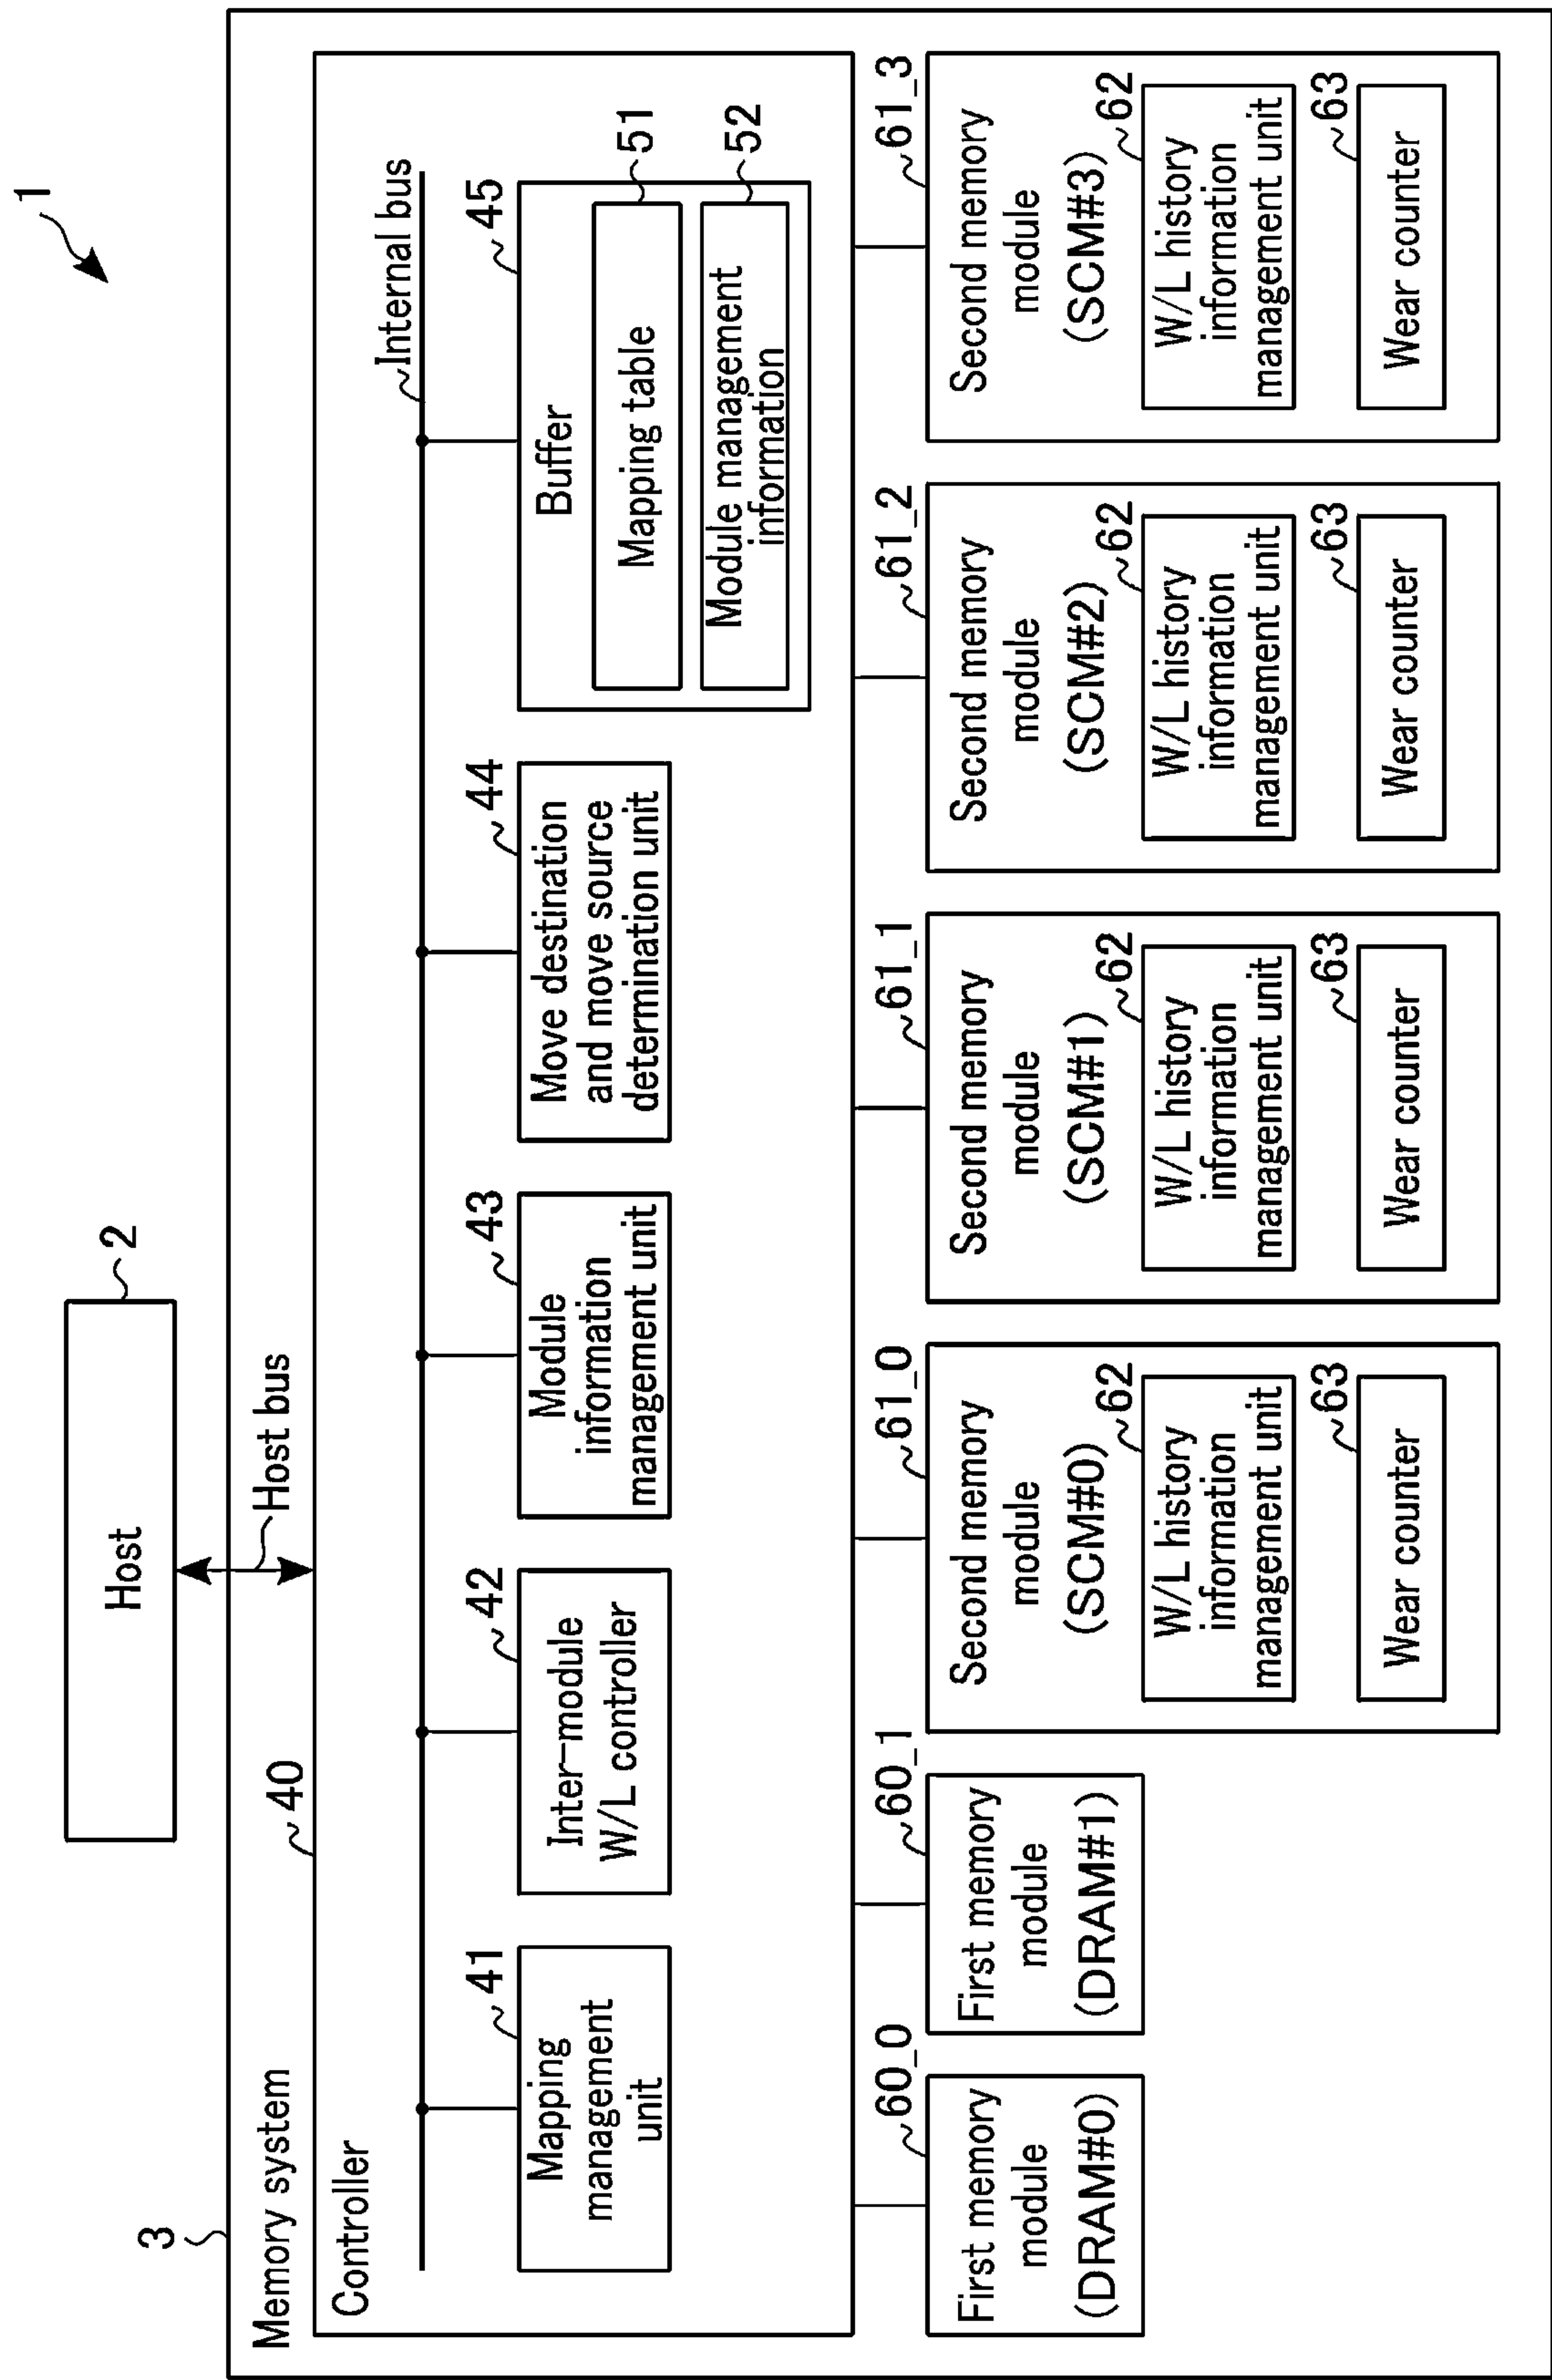 1
Host
2
Host bus
3
Memory system
40
Controller
Internal bus
41
Mapping
management
unit
42
Inter-module
W/L controller
43
Module
information
management unit
44
Move destination
and move source
determination unit
45
Buffer
Mapping table
51
Module management
information
52
60_0
First memory
module
(DRAM#0)
60_1
First memory
module
(DRAM#1)
61_0
Second memory
module
(SCM#0)
62
W/L history
information
management unit
63
Wear counter
61_1
Second memory
module
(SCM#1)
62
W/L history
information
management unit
63
Wear counter
61_2
Second memory
module
(SCM#2)
62
W/L history
information
management unit
63
Wear counter
61_3
Second memory
module
(SCM#3)
62
W/L history
information
management unit
63
Wear counter